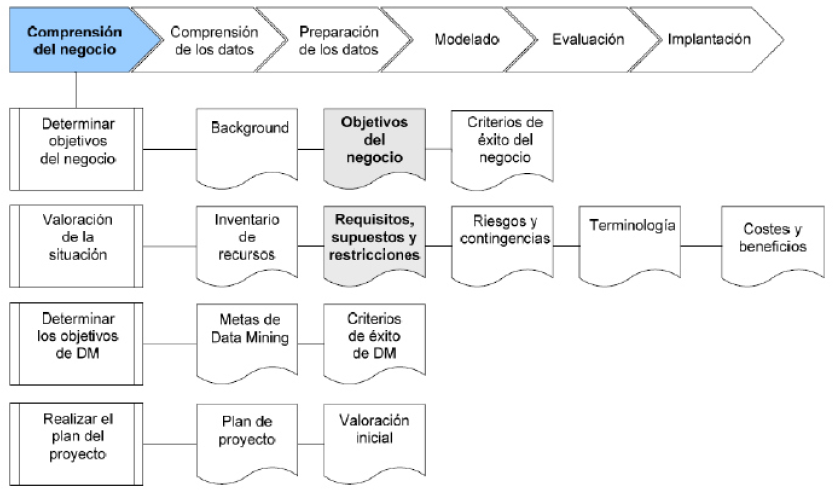 Comprensión
del negocio
Comprensión
de los datos
Preparación
de los datos
Modelado
Evaluación
Implantación
Determinar
objetivos
del negocio
Background
Objetivos
del
negocio
Criterios de
éxito del
negocio
Valoración
de la
situación
Inventario
de
recursos
Requisitos,
supuestos y
restricciones
Riesgos y
contingencias
Terminología
Costes y
beneficios
Determinar
los objetivos
de DM
Metas de
Data Mining
Criterios
de éxito
de DM
Realizar el
plan del
proyecto
Plan de
proyecto
Valoración
inicial